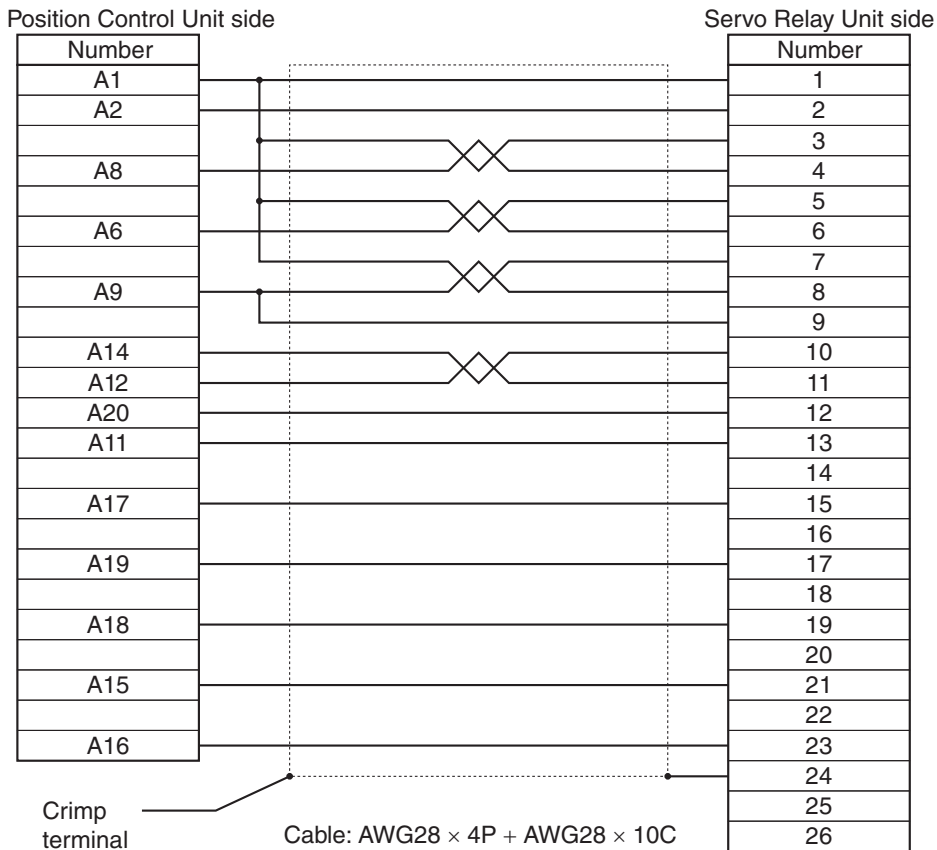 Position Control Unit side
Servo Relay Unit side
Number
Number
A1
1
A2
2
3
A8
4
5
A6
6
7
A9
8
9
A14
10
A12
11
A20
12
A11
13
14
A17
15
16
A19
17
18
A18
19
20
A15
21
22
A16
23
24
25
26
Crimp
terminal
Cable: AWG28 × 4P + AWG28 × 10C